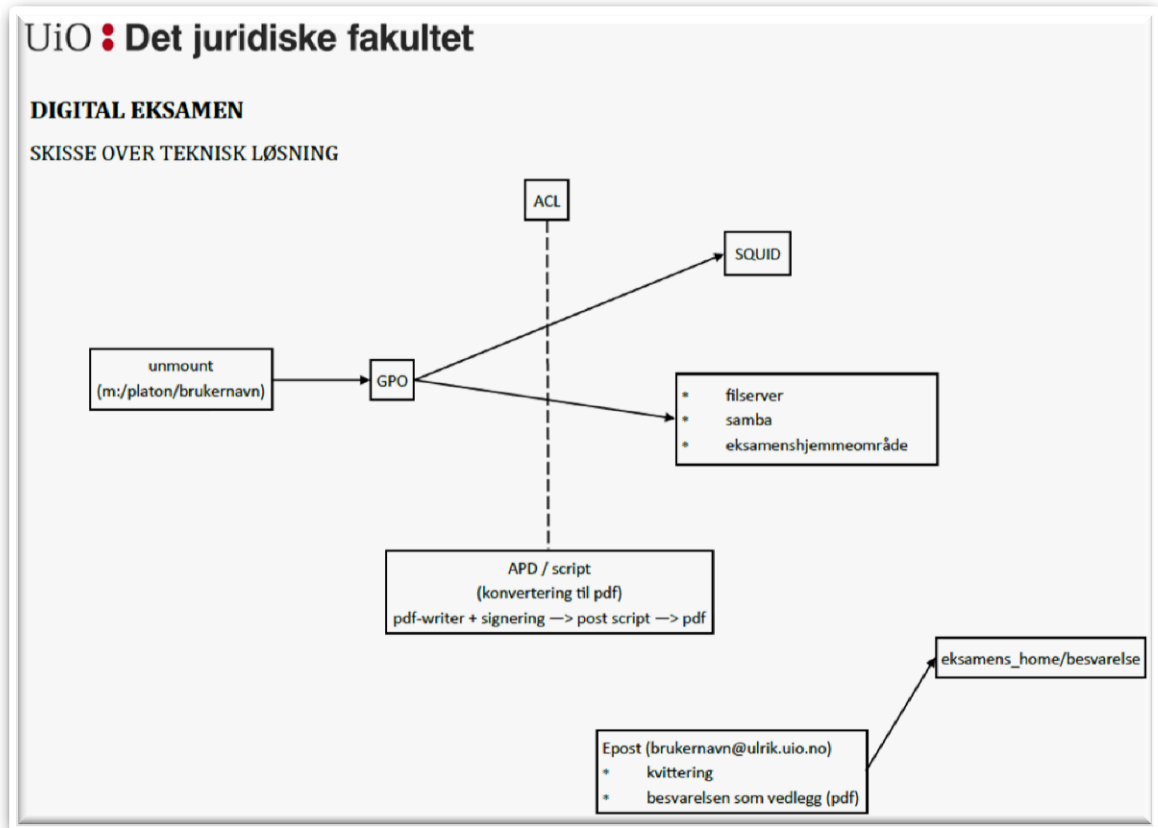 UiO : Det juridiske fakultet
DIGITAL EKSAMEN
SKISSE OVER TEKNISK LØSNING
ACL
SQUID
unmount
(m:/platon/brukernavn)
GPO
* filserver
* samba
* eksamenshjemmeområde
APD / script
(konvertering til pdf)
pdf-writer + signering —> post script —> pdf
eksamens_home/besvarelse
Epost (brukernavn@ulrik.uio.no)
* kvittering
* besvarelsen som vedlegg (pdf)